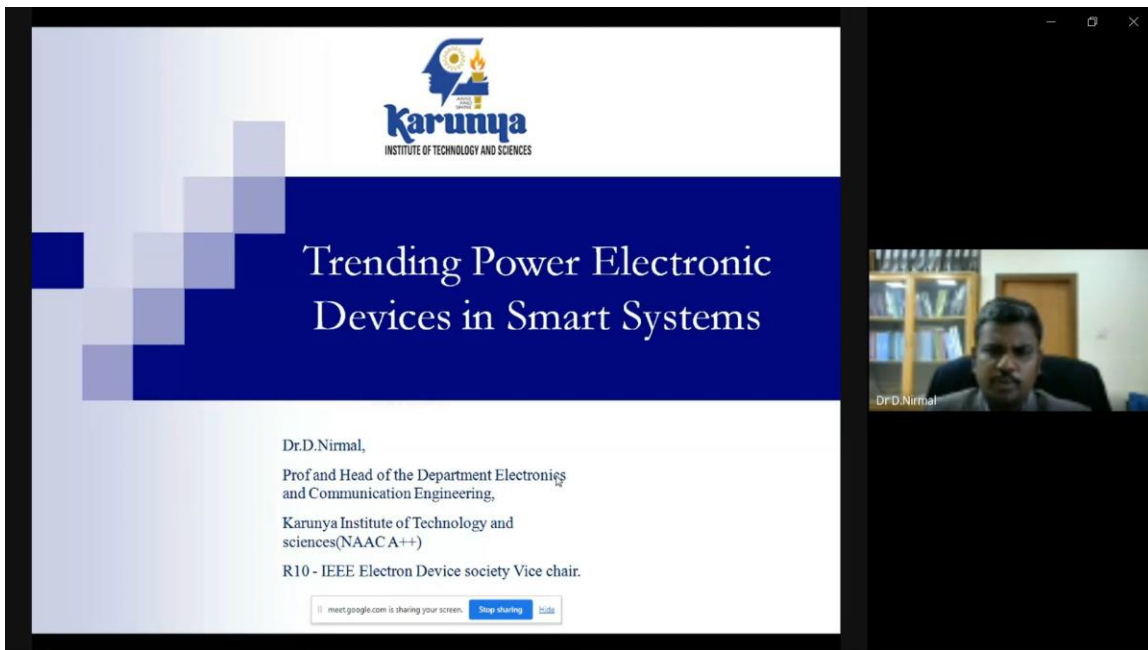 Karunya
INSTITUTE OF TECHNOLOGY AND SCIENCES
Trending Power Electronic
Devices in Smart Systems
Dr.D.Nirmal,
Prof and Head of the Department Electronics
and Communication Engineering,
Karunya Institute of Technology and
sciences(NAAC A++)
R10 - IEEE Electron Device society Vice chair.
meet.google.com is sharing your screen. Stop sharing Hide
Dr D.Nirmal